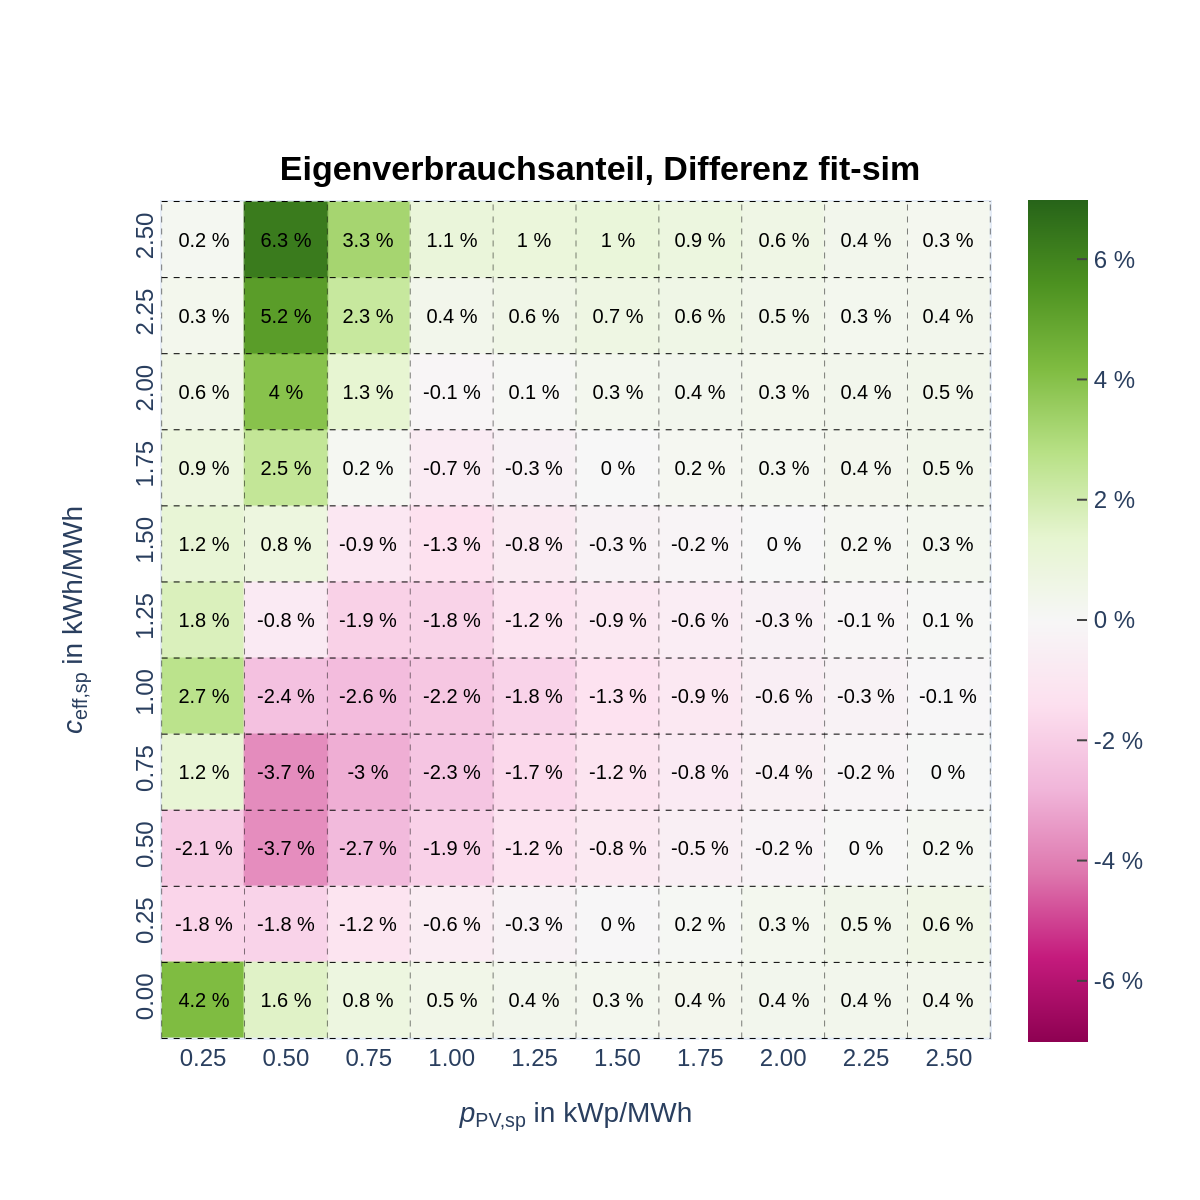 Eigenverbrauchsanteil, Differenz fit-sim
2.50 0.2 % 6.3 % 3.3 % 1.1 % 1 % 1 % 0.9 % 0.6 % 0.4 % 0.3 %
2.25 0.3 % 5.2 % 2.3 % 0.4 % 0.6 % 0.7 % 0.6 % 0.5 % 0.3 % 0.4 %
2.00 0.6 % 4 % 1.3 % -0.1 % 0.1 % 0.3 % 0.4 % 0.3 % 0.4 % 0.5 %
1.75 0.9 % 2.5 % 0.2 % -0.7 % -0.3 % 0 % 0.2 % 0.3 % 0.4 % 0.5 %
1.50 1.2 % 0.8 % -0.9 % -1.3 % -0.8 % -0.3 % -0.2 % 0 % 0.2 % 0.3 %
1.25 1.8 % -0.8 % -1.9 % -1.8 % -1.2 % -0.9 % -0.6 % -0.3 % -0.1 % 0.1 %
1.00 2.7 % -2.4 % -2.6 % -2.2 % -1.8 % -1.3 % -0.9 % -0.6 % -0.3 % -0.1 %
0.75 1.2 % -3.7 % -3 % -2.3 % -1.7 % -1.2 % -0.8 % -0.4 % -0.2 % 0 %
0.50 -2.1 % -3.7 % -2.7 % -1.9 % -1.2 % -0.8 % -0.5 % -0.2 % 0 % 0.2 %
0.25 -1.8 % -1.8 % -1.2 % -0.6 % -0.3 % 0 % 0.2 % 0.3 % 0.5 % 0.6 %
0.00 4.2 % 1.6 % 0.8 % 0.5 % 0.4 % 0.3 % 0.4 % 0.4 % 0.4 % 0.4 %
0.25 0.50 0.75 1.00 1.25 1.50 1.75 2.00 2.25 2.50
pPV,sp in kWp/MWh
ceff,sp in kWh/MWh
6 %
4 %
2 %
0 %
-2 %
-4 %
-6 %